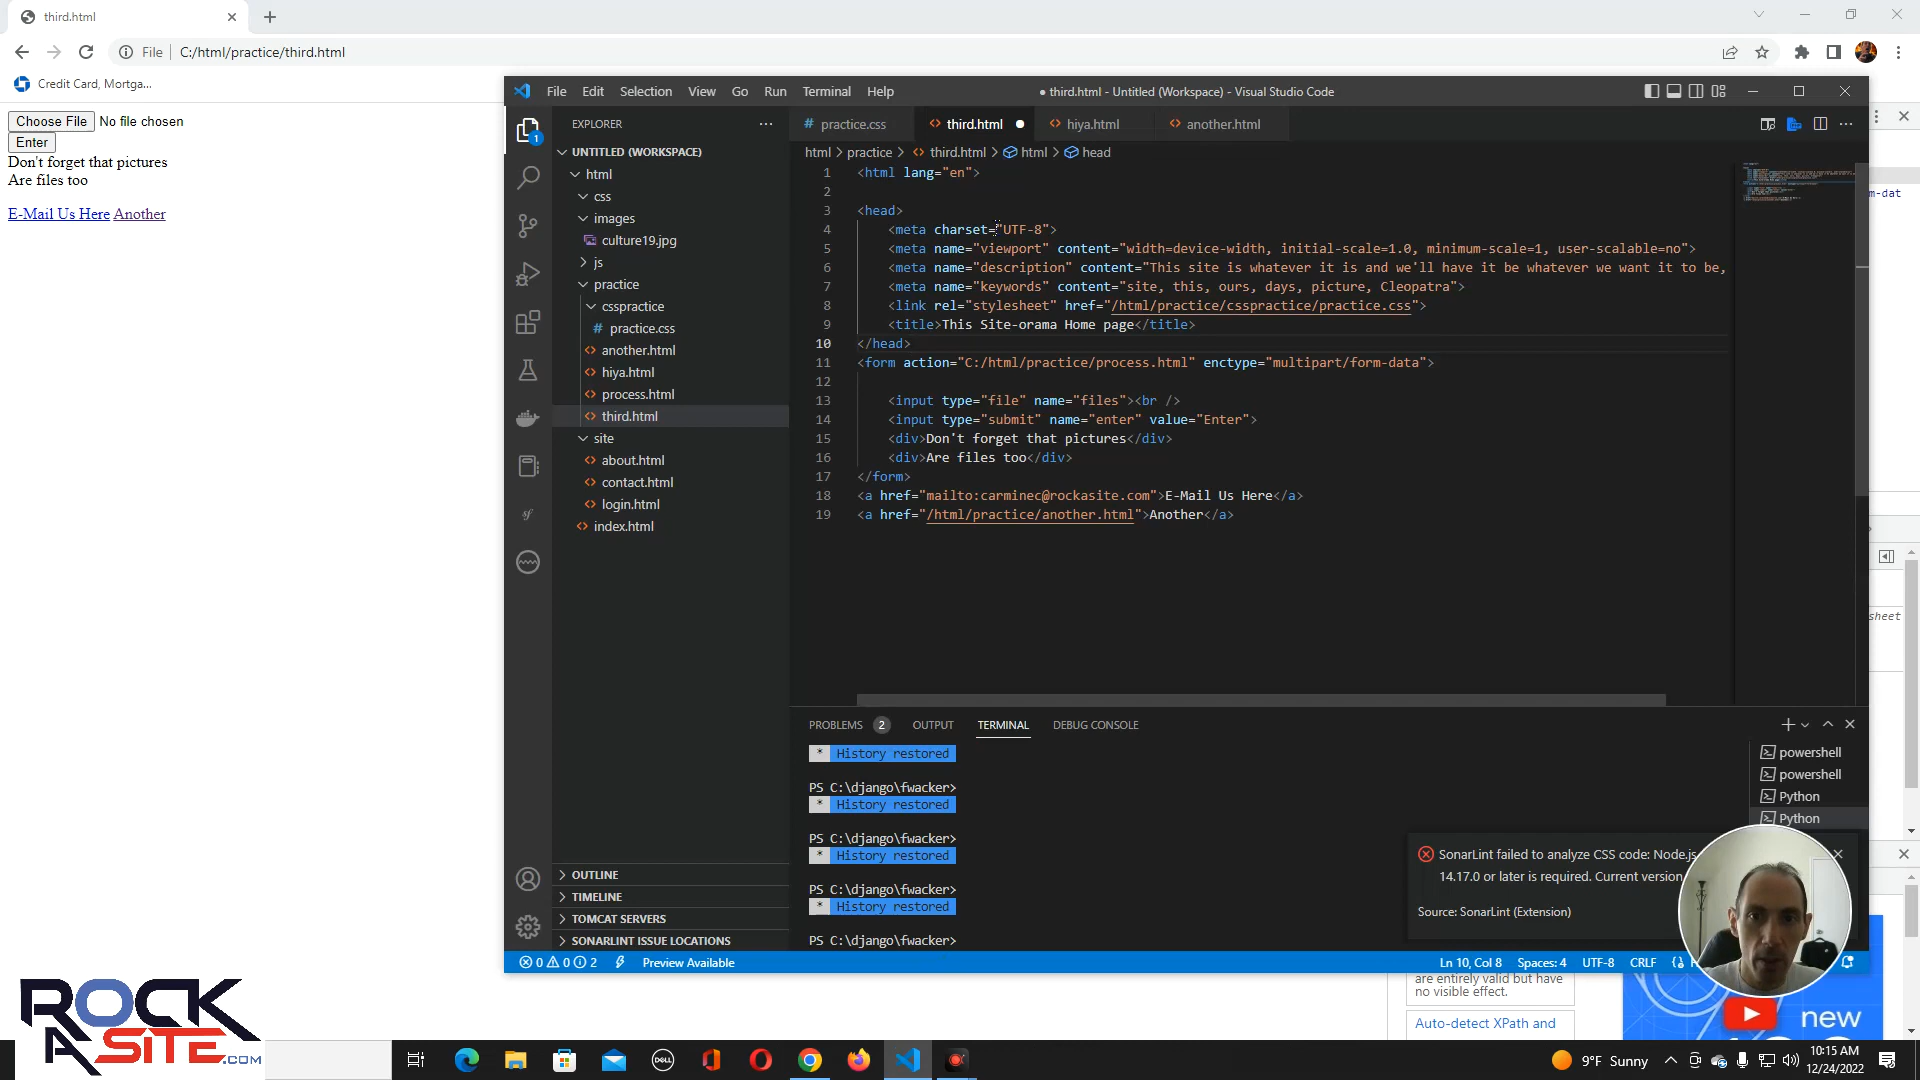 third.html
File
C:/html/practice/third.html
Credit Card, Mortga...
Choose File No file chosen
Enter
Don't forget that pictures
Are files too
E-Mail Us Here Another
File Edit Selection View Go Run Terminal Help
● third.html - Untitled (Workspace) - Visual Studio Code
EXPLORER
UNTITLED (WORKSPACE)
html
css
images
culture19.jpg
js
practice
csspractice
practice.css
another.html
hiya.html
process.html
third.html
site
about.html
contact.html
login.html
index.html
OUTLINE
TIMELINE
TOMCAT SERVERS
SONARLINT ISSUE LOCATIONS
# practice.css
third.html
hiya.html
another.html
html > practice > third.html > html > head
1 <html lang="en">
2
3 <head>
4 <meta charset="UTF-8">
5 <meta name="viewport" content="width=device-width, initial-scale=1.0, minimum-scale=1, user-scalable=no">
6 <meta name="description" content="This site is whatever it is and we'll have it be whatever we want it to be,
7 <meta name="keywords" content="site, this, ours, days, picture, Cleopatra">
8 <link rel="stylesheet" href="/html/practice/csspractice/practice.css">
9 <title>This Site-orama Home page</title>
10 </head>
11 <form action="C:/html/practice/process.html" enctype="multipart/form-data">
12
13 <input type="file" name="files"><br />
14 <input type="submit" name="enter" value="Enter">
15 <div>Don't forget that pictures</div>
16 <div>Are files too</div>
17 </form>
18 <a href="mailto:carminec@rockasite.com">E-Mail Us Here</a>
19 <a href="/html/practice/another.html">Another</a>
PROBLEMS 2 OUTPUT TERMINAL DEBUG CONSOLE
* History restored
PS C:\django\fwacker>
* History restored
PS C:\django\fwacker>
* History restored
PS C:\django\fwacker>
* History restored
PS C:\django\fwacker>
powershell
powershell
Python
Python
SonarLint failed to analyze CSS code: Node.js
14.17.0 or later is required. Current version
Source: SonarLint (Extension)
0 0 2 Preview Available
Ln 10, Col 8 Spaces: 4 UTF-8 CRLF
m-dat
sheet
are entirely valid but have
no visible effect.
Auto-detect XPath and
new
ROCK
A SITE.COM
DELL
9°F Sunny
10:15 AM
12/24/2022